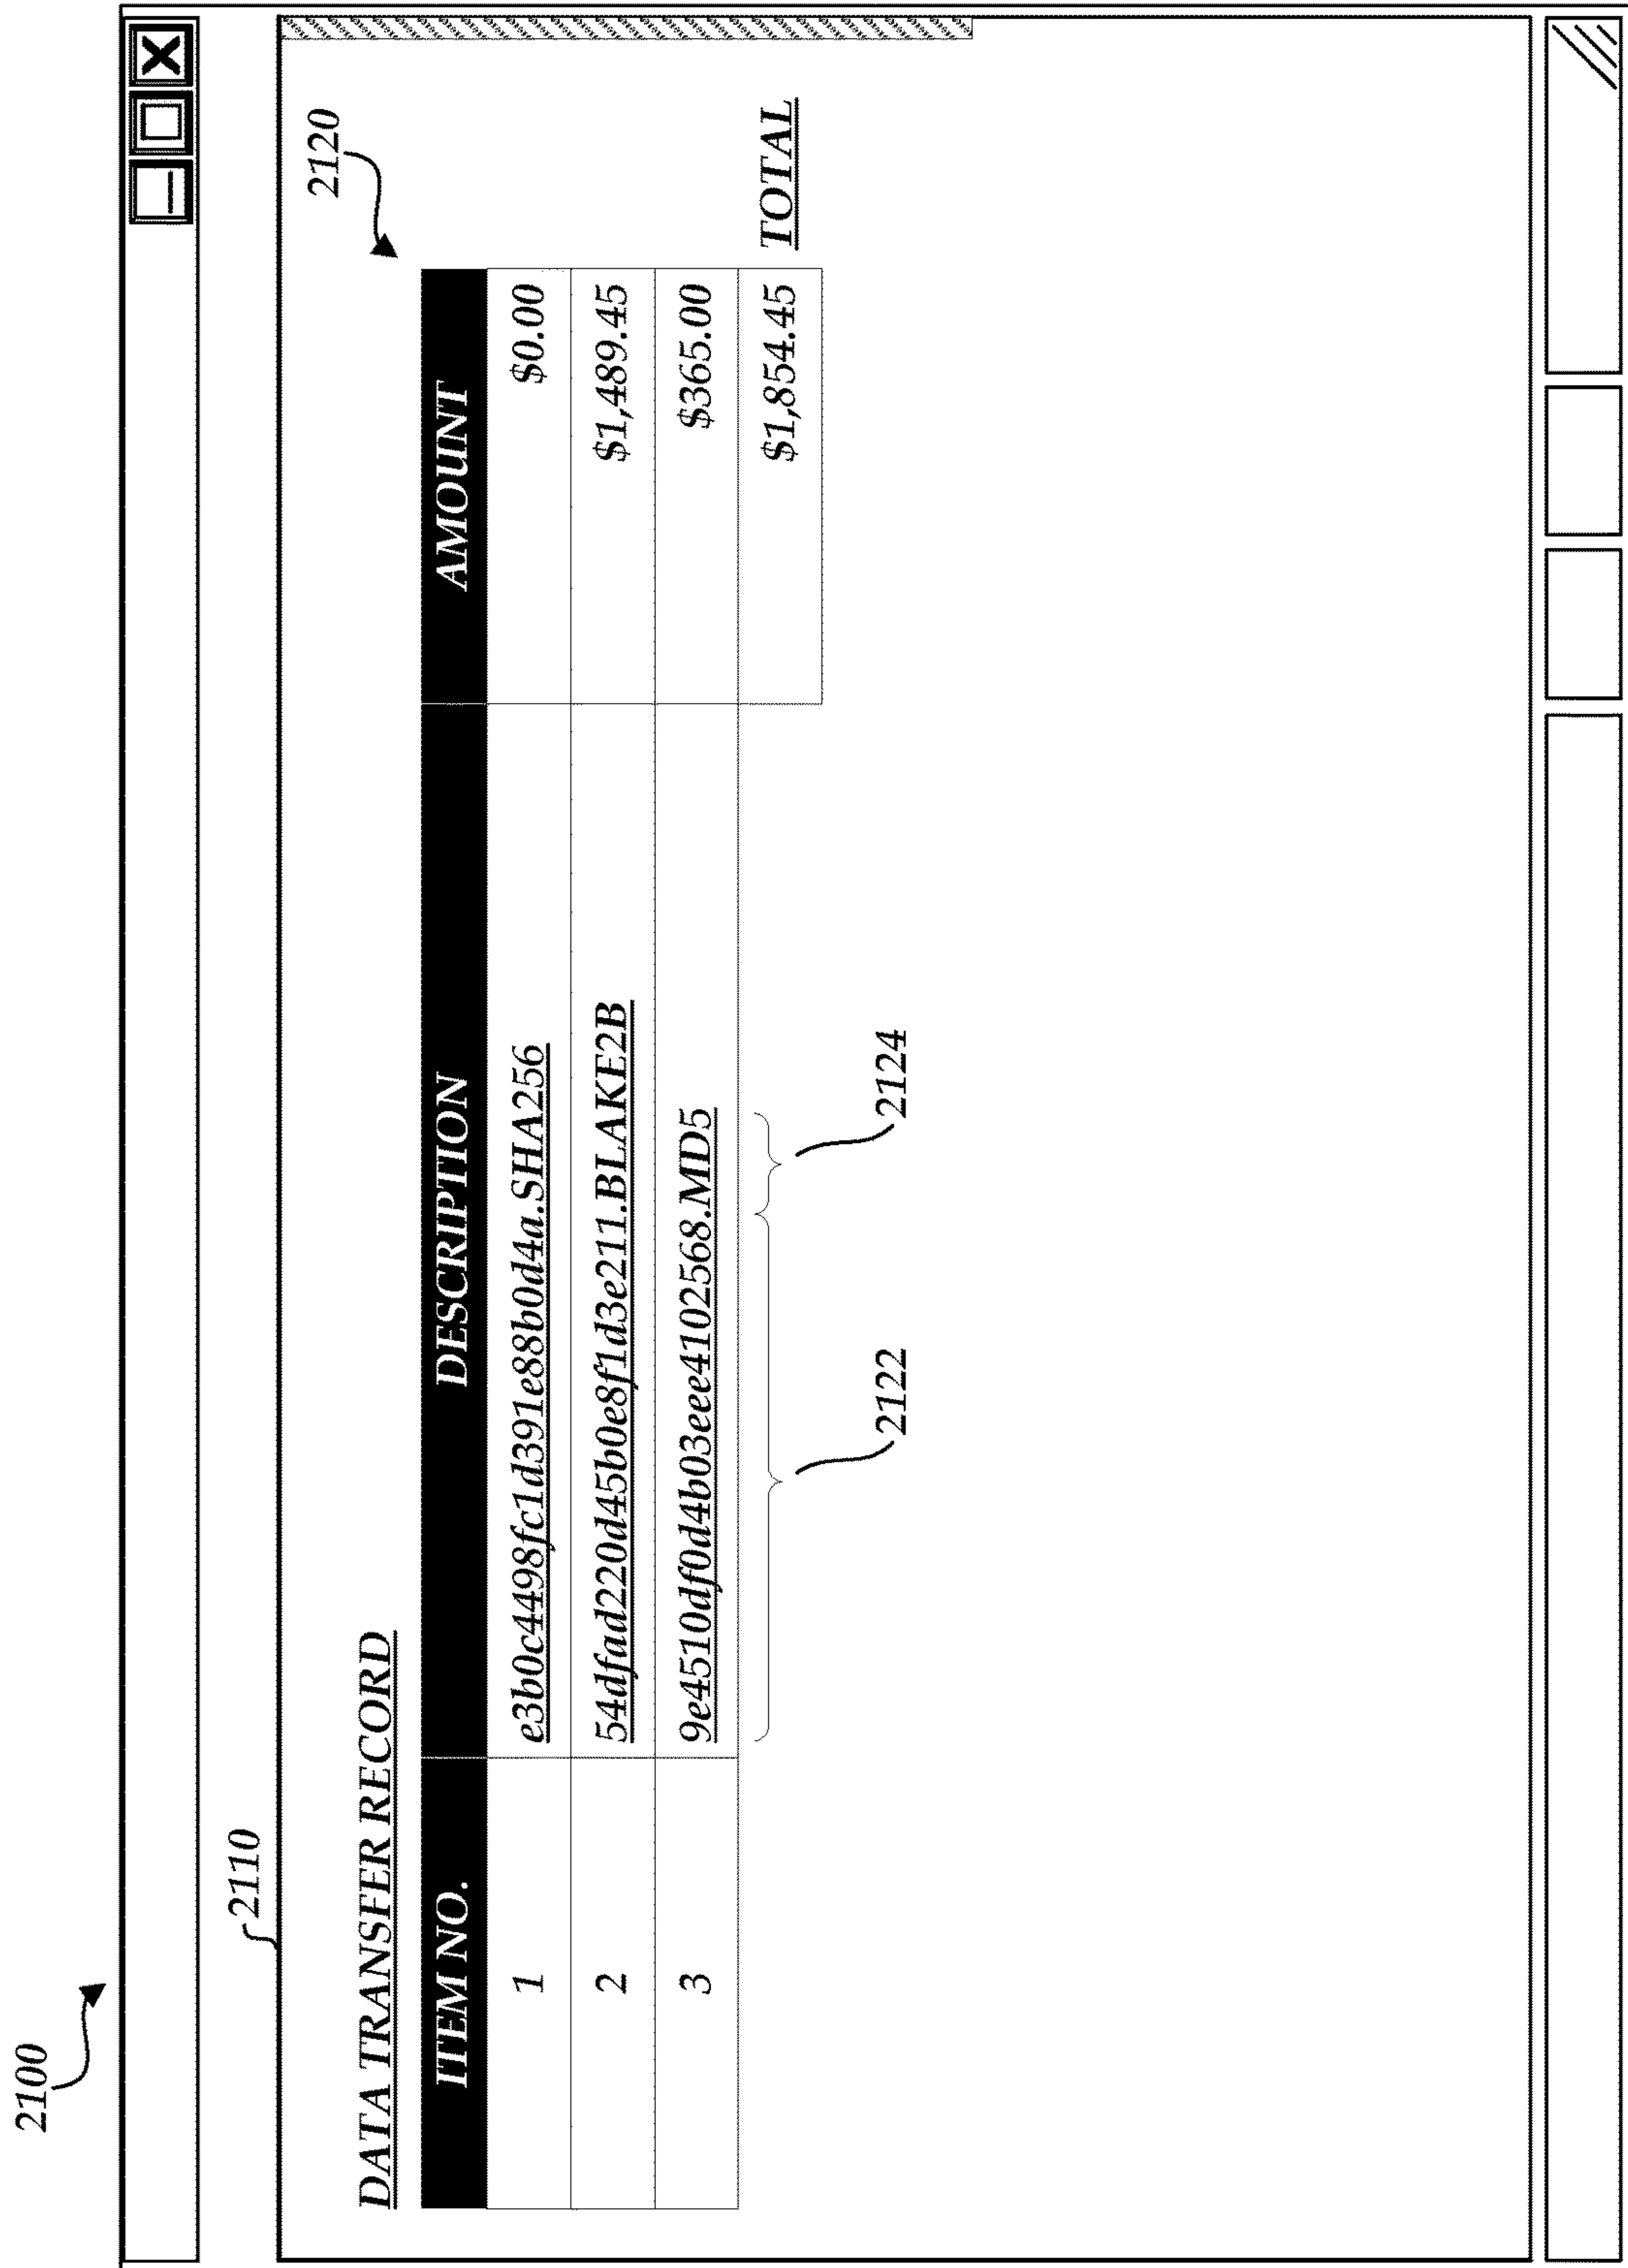 2100
2110
2120
DATA TRANSFER RECORD
ITEM NO. DESCRIPTION AMOUNT
1 e3b0c4498fc1d391e88b0d4a.SHA256 $0.00
2 54dfad220d45b0e8f1d3e211.BLAKE2B $1,489.45
3 9e4510df0d4b03eee4102568.MD5 $365.00
$1,854.45 TOTAL
2122 2124